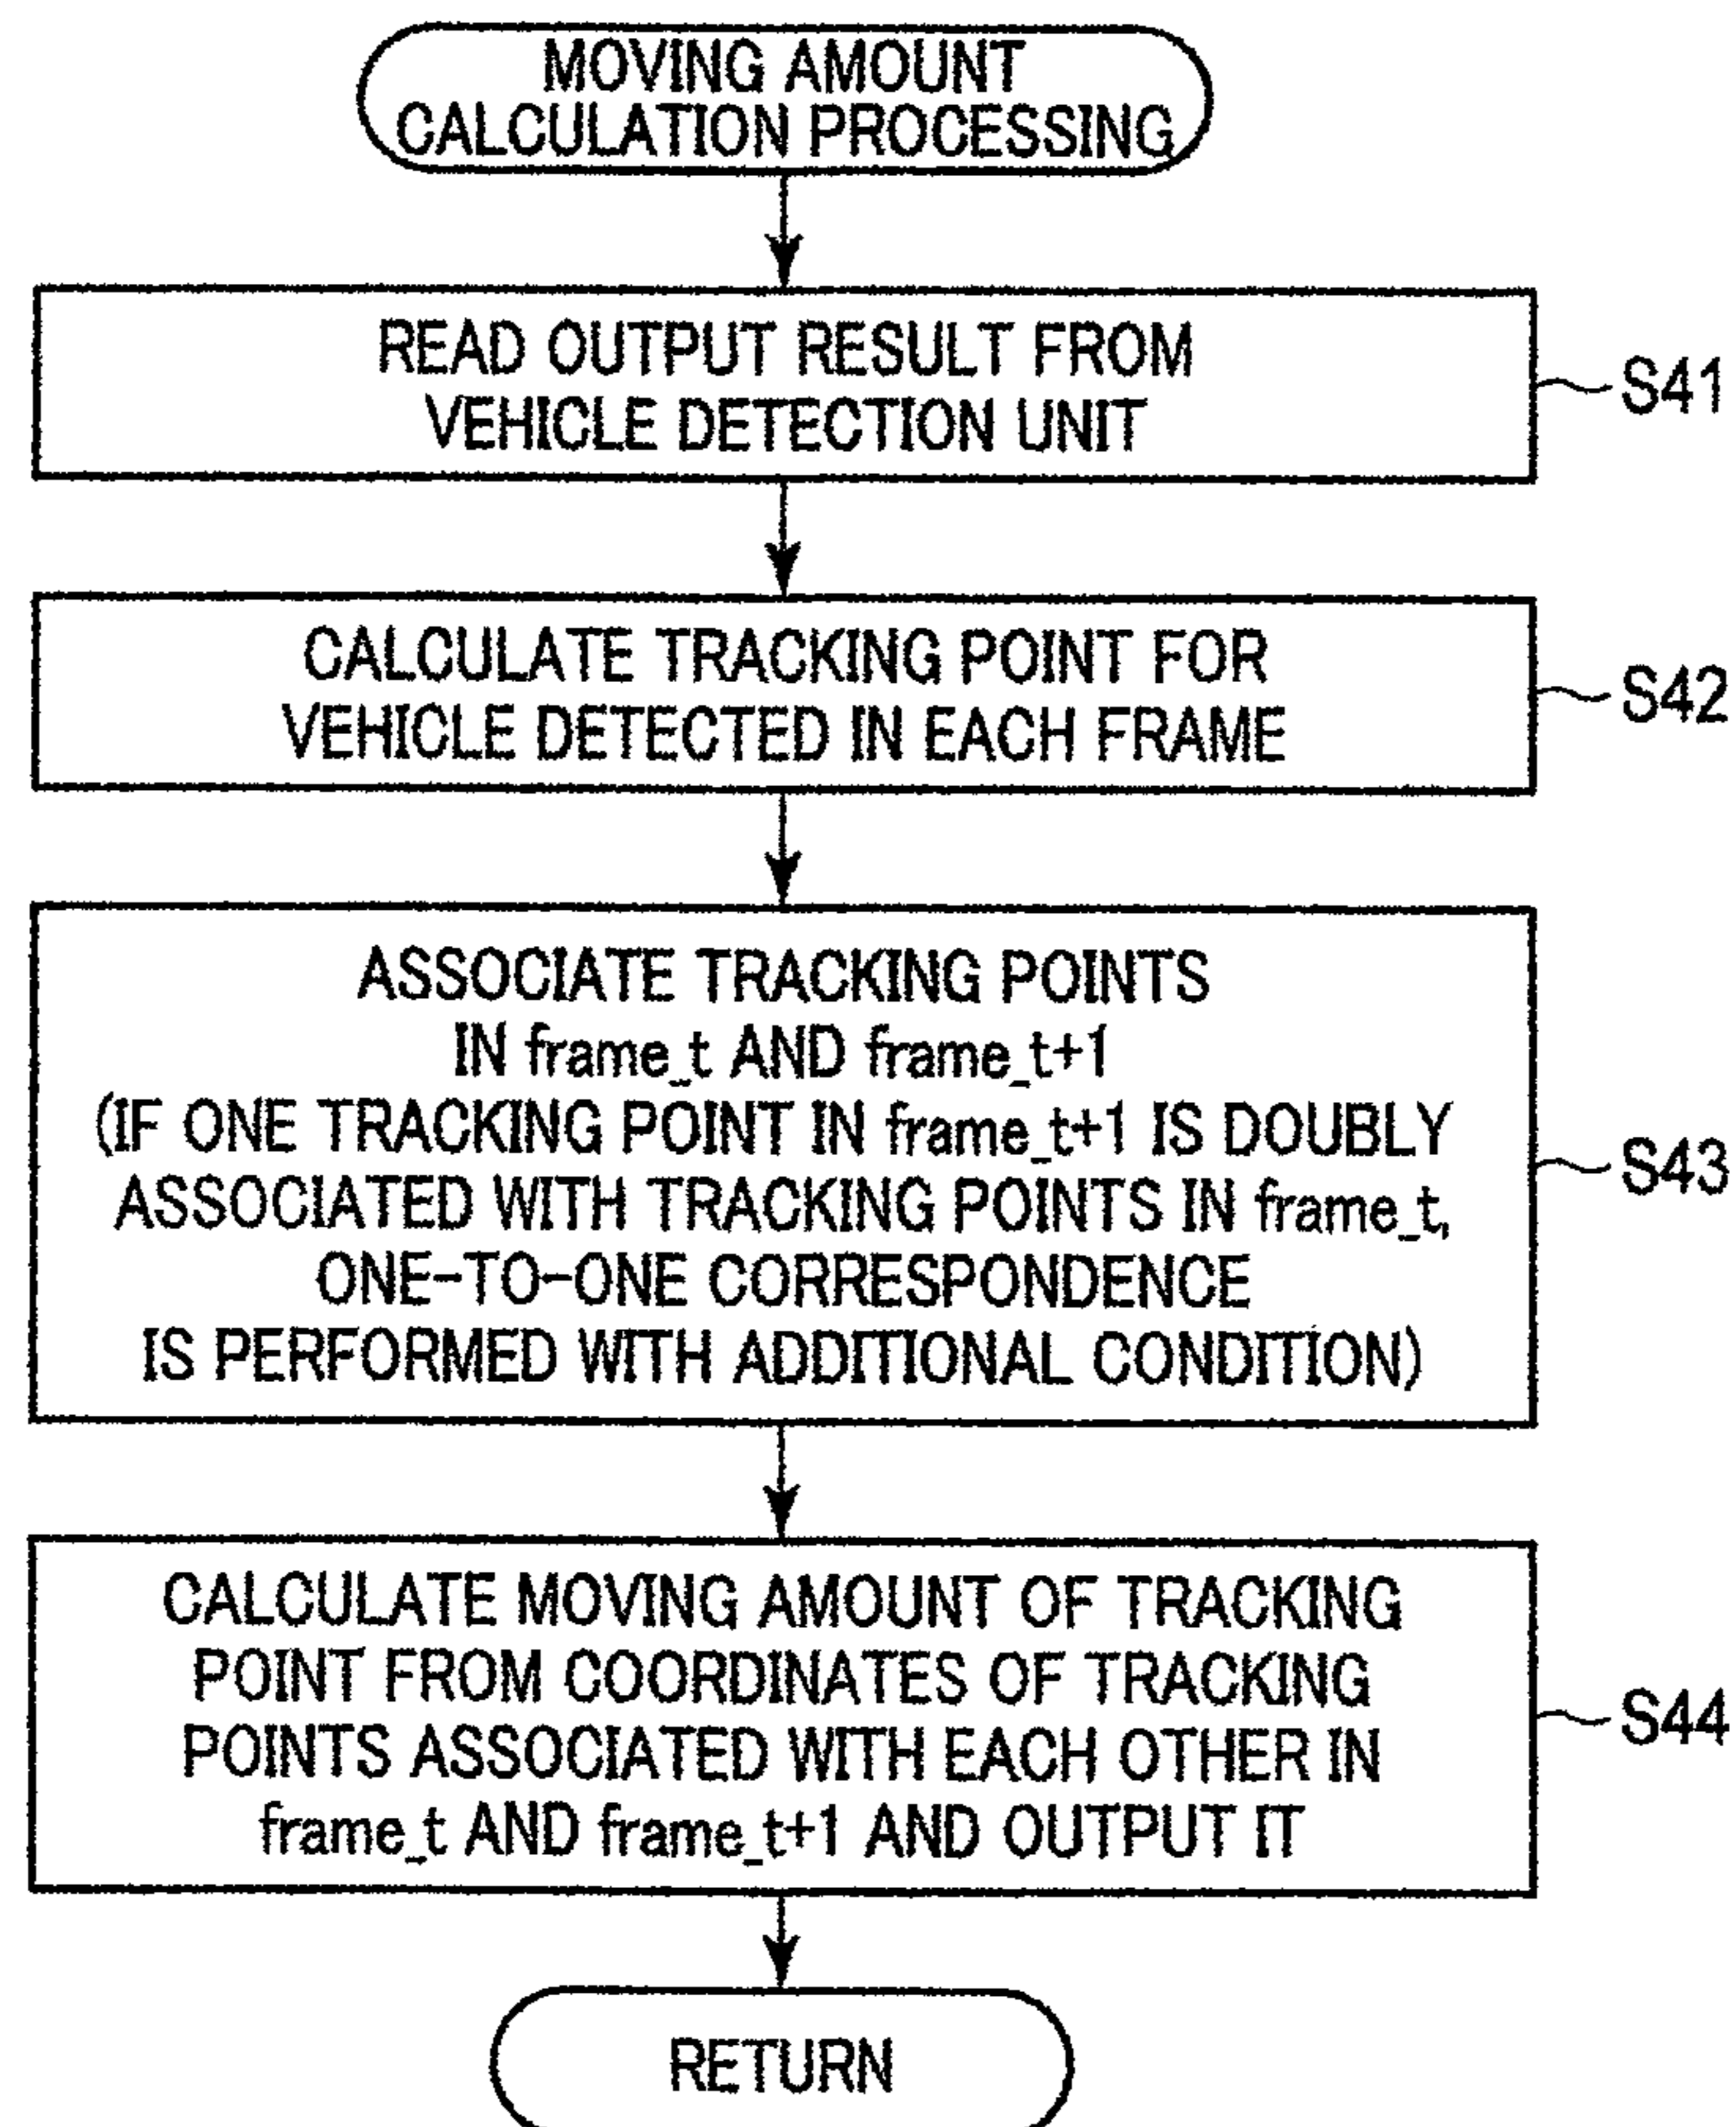 MOVING AMOUNT
CALCULATION PROCESSING
READ OUTPUT RESULT FROM
VEHICLE DETECTION UNIT
S41
CALCULATE TRACKING POINT FOR
VEHICLE DETECTED IN EACH FRAME
S42
ASSOCIATE TRACKING POINTS
IN frame_t AND frame_t+1
(IF ONE TRACKING POINT IN frame_t+1 IS DOUBLY
ASSOCIATED WITH TRACKING POINTS IN frame_t,
ONE-TO-ONE CORRESPONDENCE
IS PERFORMED WITH ADDITIONAL CONDITION)
S43
CALCULATE MOVING AMOUNT OF TRACKING
POINT FROM COORDINATES OF TRACKING
POINTS ASSOCIATED WITH EACH OTHER IN
frame_t AND frame_t+1 AND OUTPUT IT
S44
RETURN